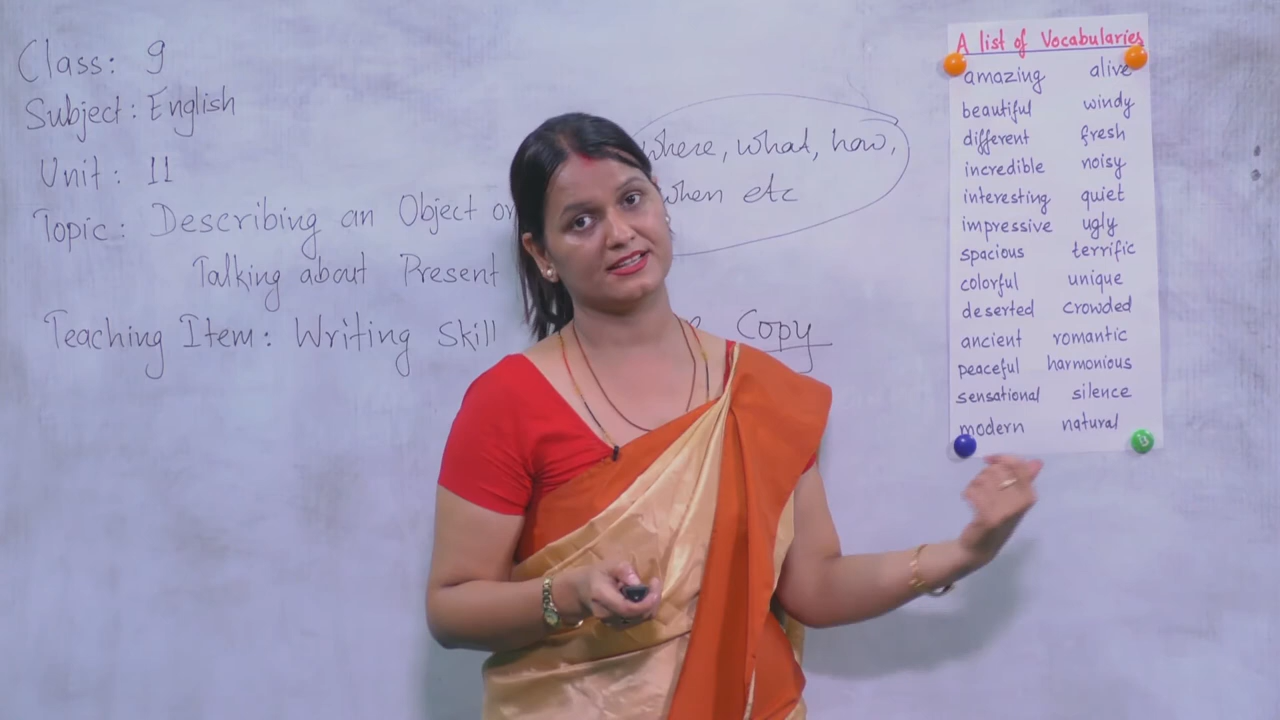 Class: 9
Subject: English
Unit: 11
Topic: Describing an Object or
Talking about Present
Teaching Item: Writing Skill
where, what, how,
when etc
Copy
A list of Vocabularies
amazing alive
beautiful windy
different fresh
incredible noisy
interesting quiet
impressive ugly
spacious terrific
colorful unique
deserted crowded
ancient romantic
peaceful harmonious
sensational silence
modern natural